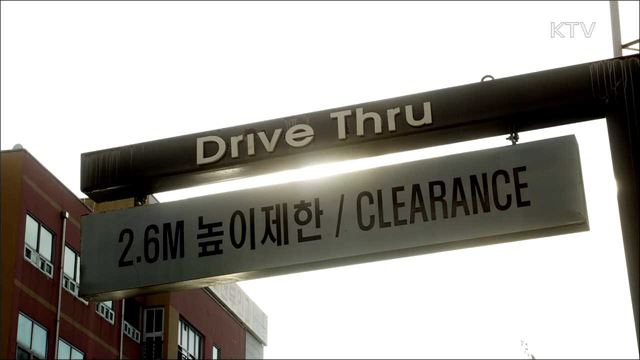 KTV
Drive Thru
2.6M 높이제한 / CLEARANCE